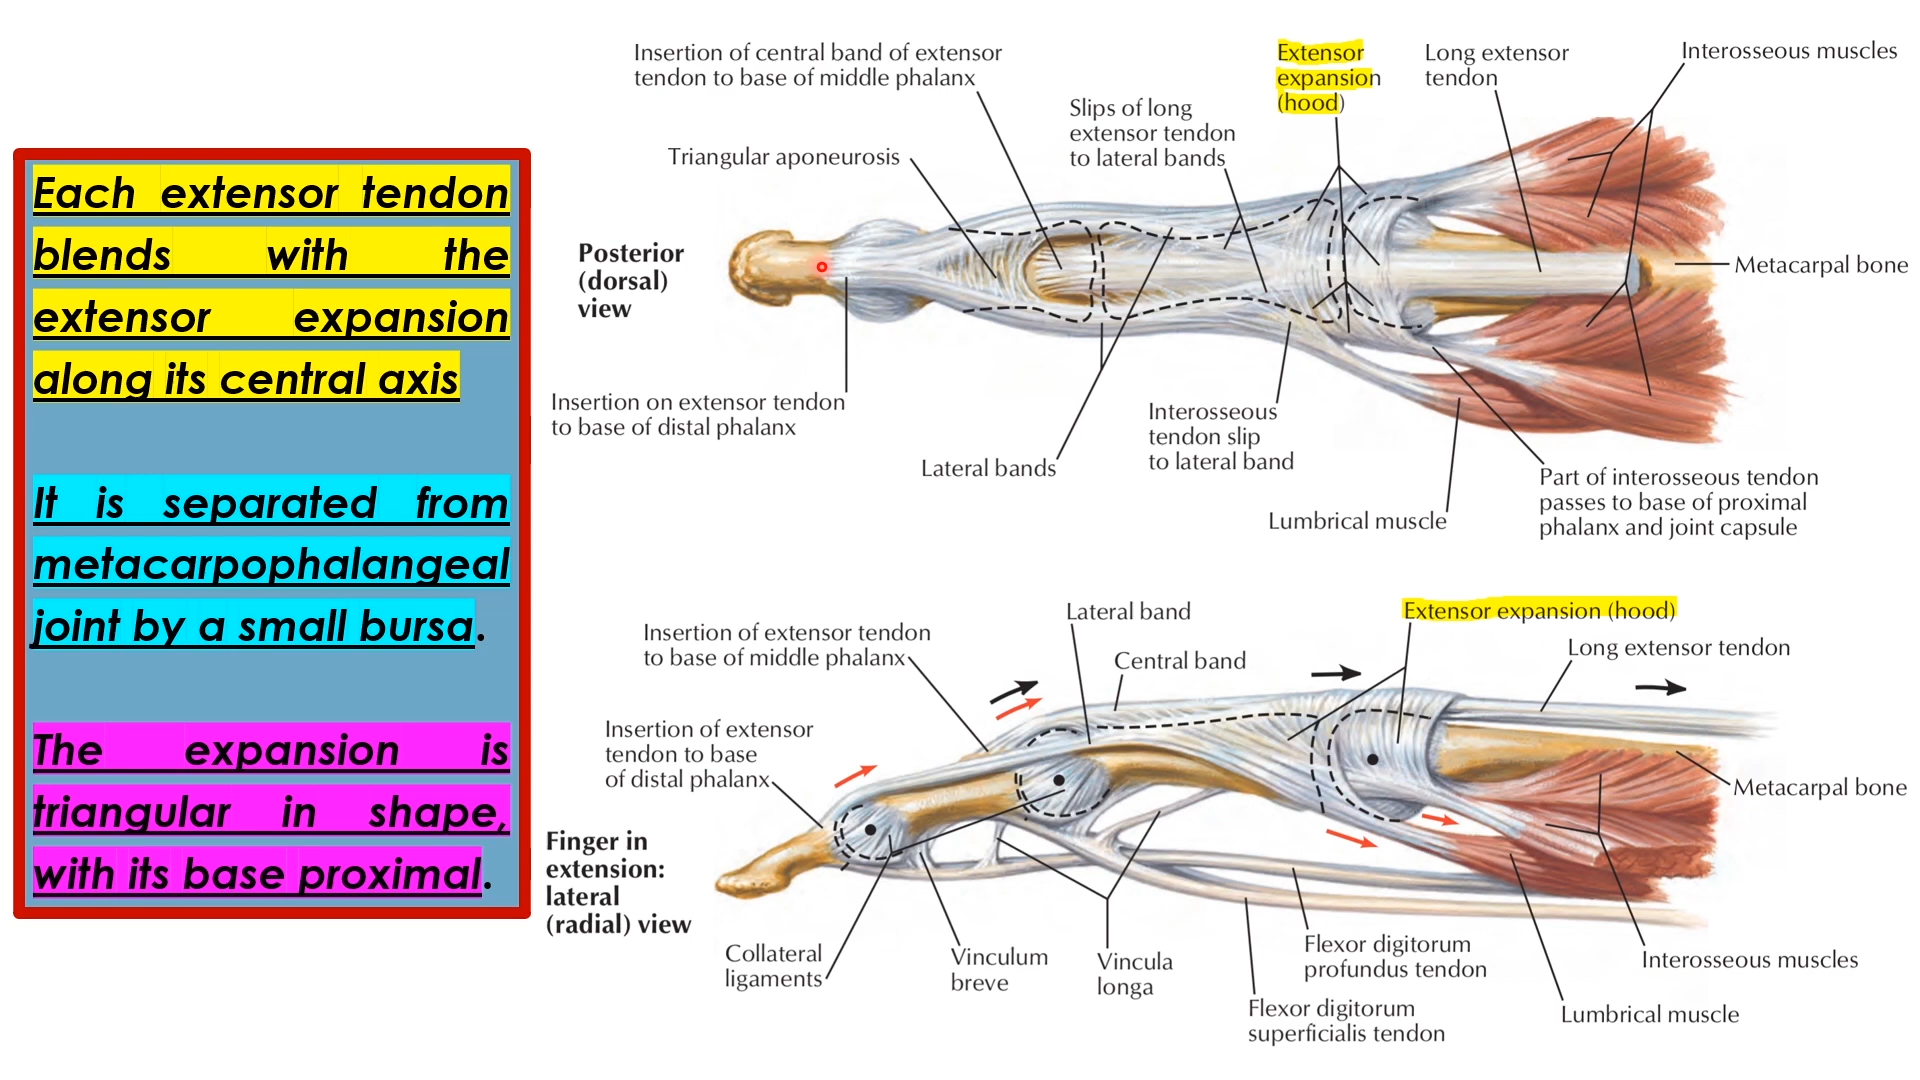 Each extensor tendon
blends with the
extensor expansion
along its central axis
It is separated from
metacarpophalangeal
joint by a small bursa.
The expansion is
triangular in shape,
with its base proximal.
Insertion of central band of extensor
tendon to base of middle phalanx
Triangular aponeurosis
Slips of long
extensor tendon
to lateral bands
Extensor
expansion
(hood)
Long extensor
tendon
Interosseous muscles
Posterior
(dorsal)
view
Metacarpal bone
Insertion on extensor tendon
to base of distal phalanx
Lateral bands
Interosseous
tendon slip
to lateral band
Lumbrical muscle
Part of interosseous tendon
passes to base of proximal
phalanx and joint capsule
Insertion of extensor tendon
to base of middle phalanx
Lateral band
Central band
Extensor expansion (hood)
Long extensor tendon
Insertion of extensor
tendon to base
of distal phalanx
Metacarpal bone
Finger in
extension:
lateral
(radial) view
Collateral
ligaments
Vinculum
breve
Vincula
longa
Flexor digitorum
profundus tendon
Flexor digitorum
superficialis tendon
Interosseous muscles
Lumbrical muscle